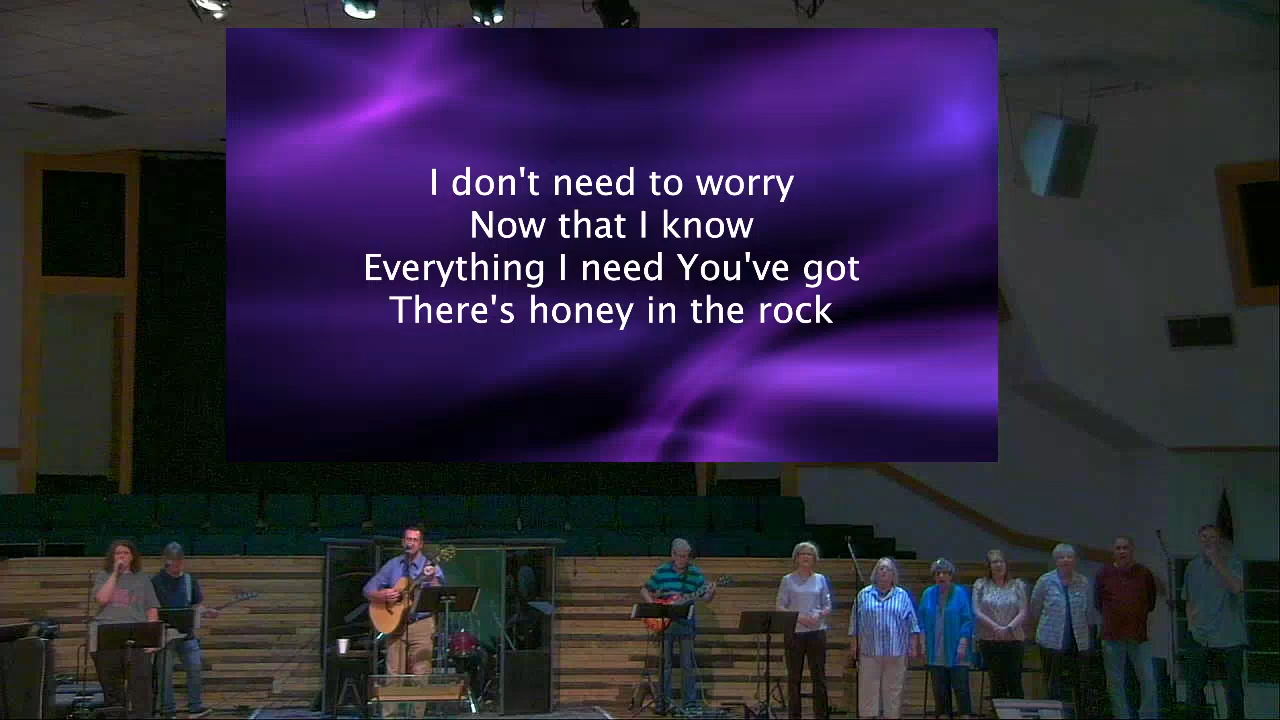 I don't need to worry
Now that I know
Everything I need You've got
There's honey in the rock